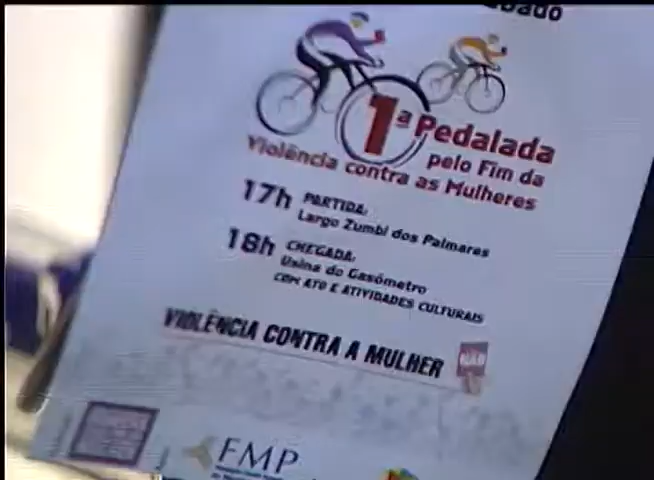 1ª Pedalada
pelo Fim da
Violência contra as Mulheres
17h PARTIDA:
Largo Zumbi dos Palmares
18h CHEGADA:
Usina do Gasômetro
COM ATO E ATIVIDADES CULTURAIS
VIOLÊNCIA CONTRA A MULHER
NÃO
FMP